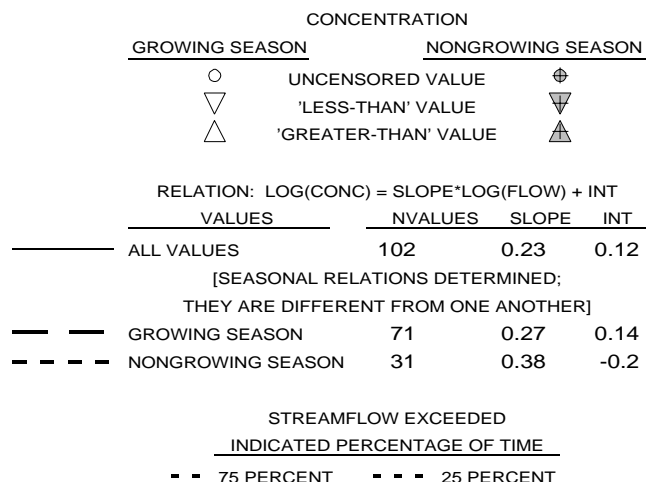 CONCENTRATION
GROWING SEASON NONGROWING SEASON
UNCENSORED VALUE
'LESS-THAN' VALUE
'GREATER-THAN' VALUE
RELATION: LOG(CONC) = SLOPE*LOG(FLOW) + INT
VALUES NVALUES SLOPE INT
ALL VALUES 102 0.23 0.12
[SEASONAL RELATIONS DETERMINED;
THEY ARE DIFFERENT FROM ONE ANOTHER]
GROWING SEASON 71 0.27 0.14
NONGROWING SEASON 31 0.38 -0.2
STREAMFLOW EXCEEDED
INDICATED PERCENTAGE OF TIME
75 PERCENT 25 PERCENT